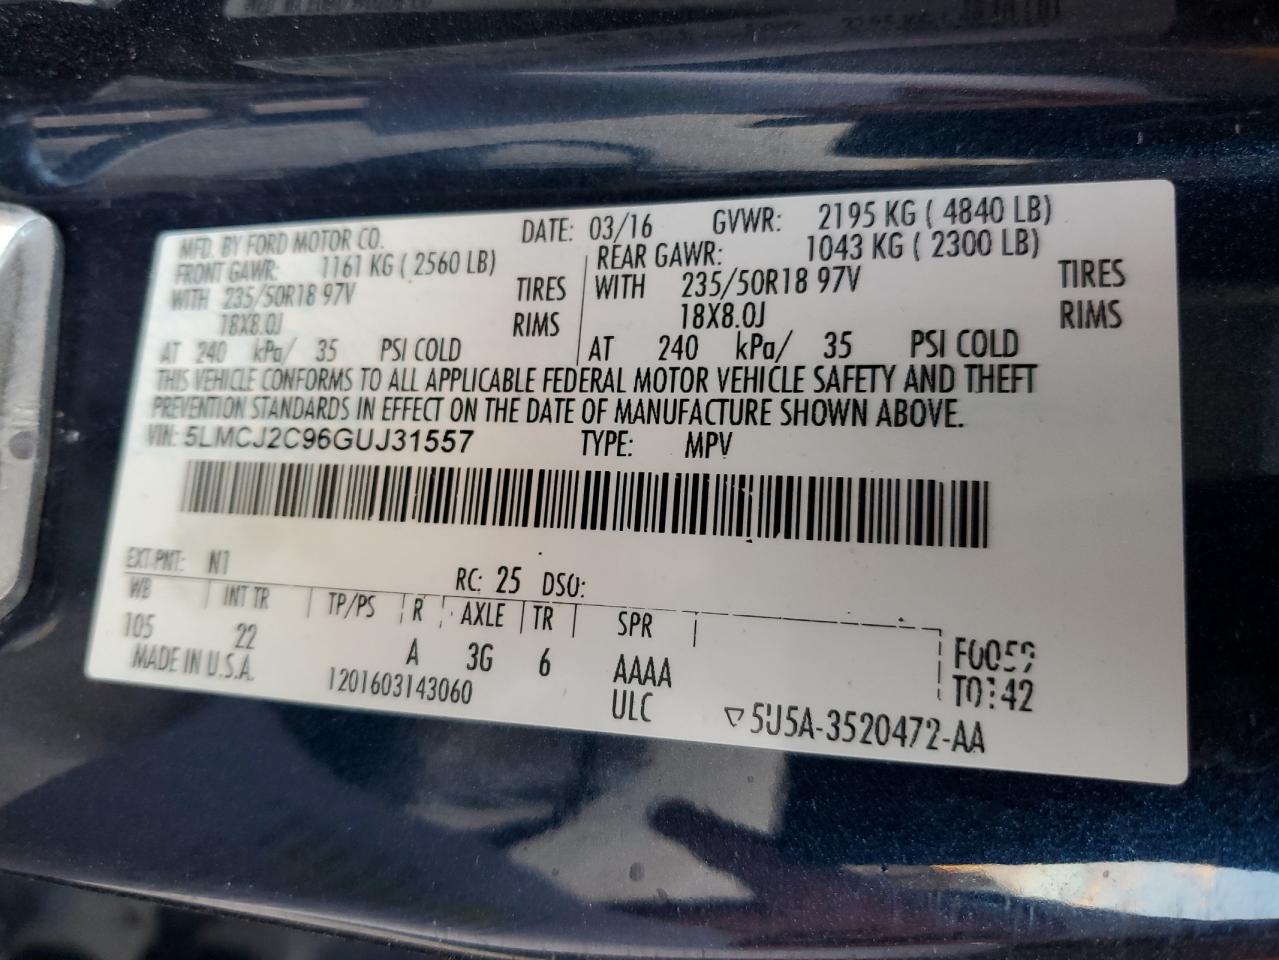 MFD. BY FORD MOTOR CO. DATE: 03/16 GVWR: 2195 KG ( 4840 LB)
FRONT GAWR: 1161 KG ( 2560 LB) REAR GAWR: 1043 KG ( 2300 LB)
WITH 235/50R18 97V TIRES WITH 235/50R18 97V TIRES
18X8.0J RIMS 18X8.0J RIMS
AT 240 kPa/ 35 PSI COLD AT 240 kPa/ 35 PSI COLD
THIS VEHICLE CONFORMS TO ALL APPLICABLE FEDERAL MOTOR VEHICLE SAFETY AND THEFT
PREVENTION STANDARDS IN EFFECT ON THE DATE OF MANUFACTURE SHOWN ABOVE.
VIN: 5LMCJ2C96GUJ31557 TYPE: MPV
EXT PNT: N1 RC: 25 DSO:
WB INT TR TP/PS R AXLE TR SPR
105 22 A 3G 6 AAAA
MADE IN U.S.A. 1201603143060 ULC
▽5U5A-3520472-AA